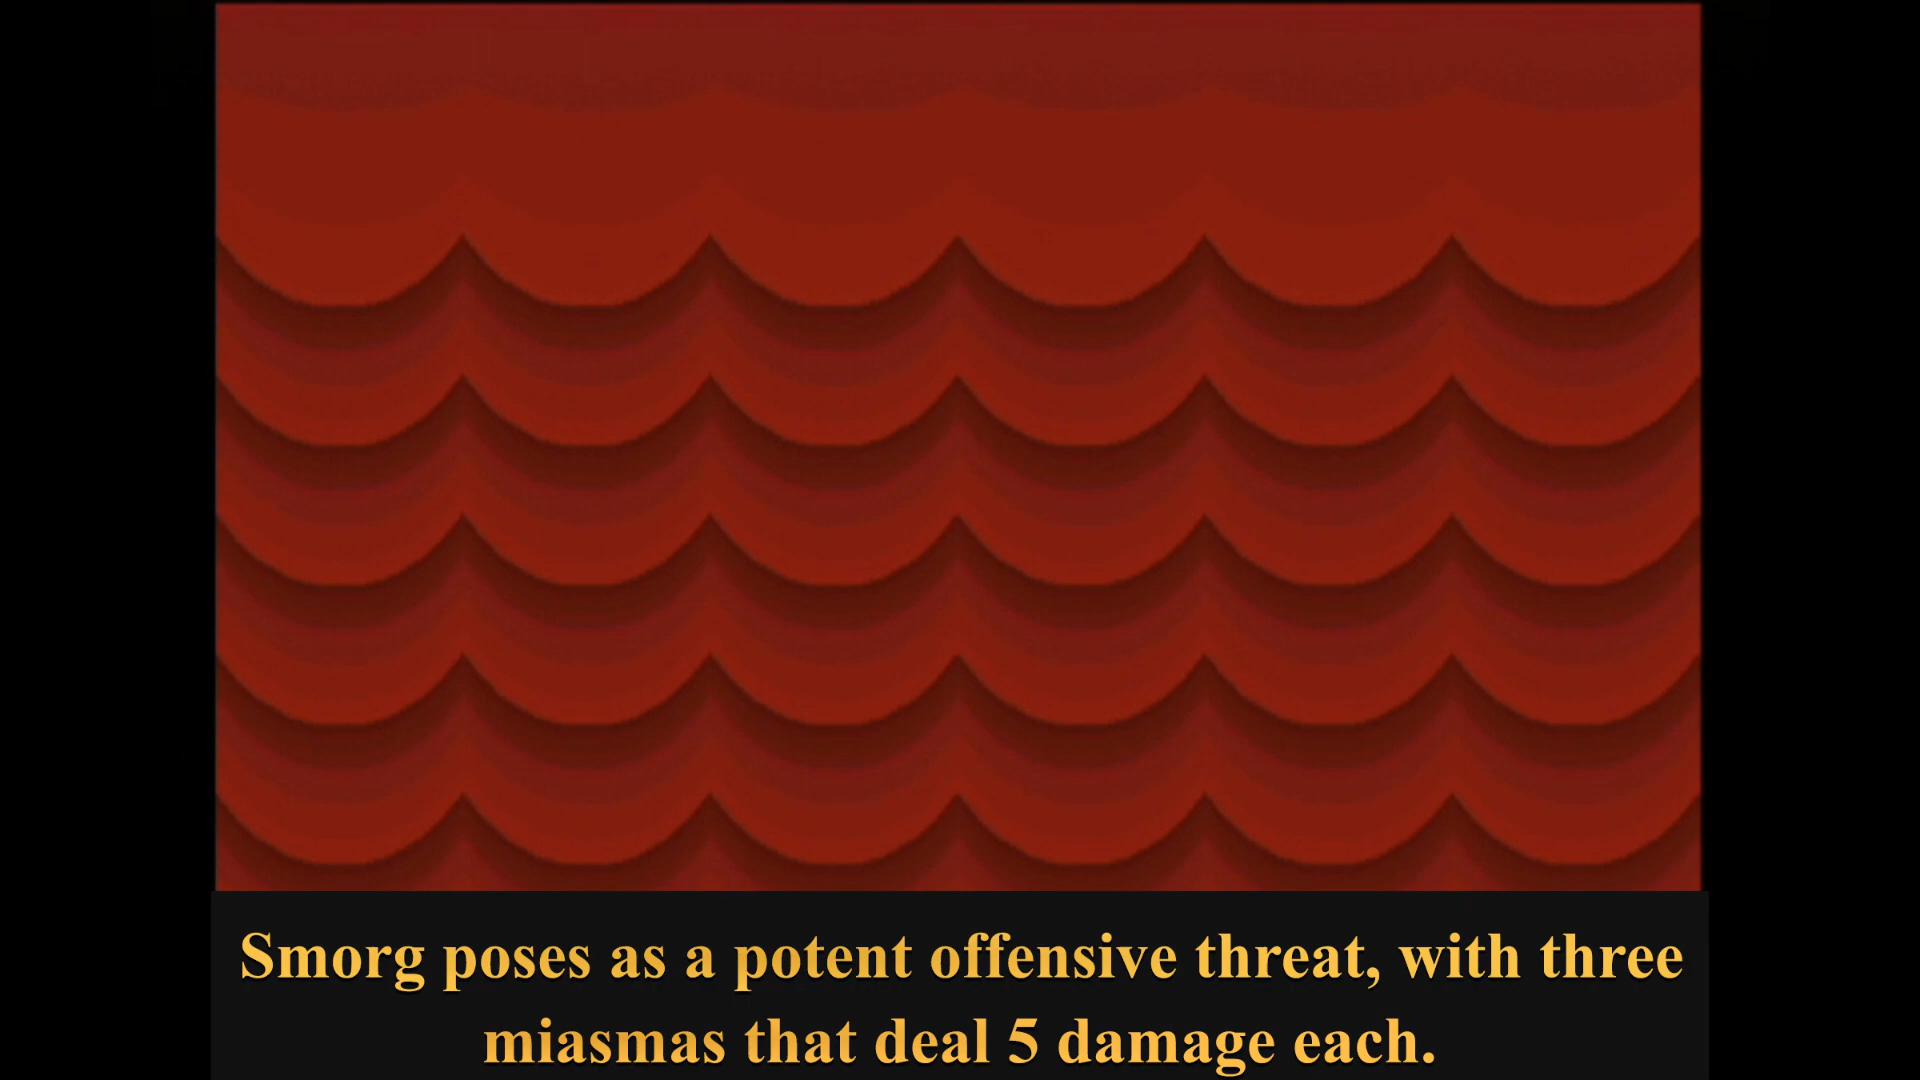 Smorg poses as a potent offensive threat, with three
miasmas that deal 5 damage each.